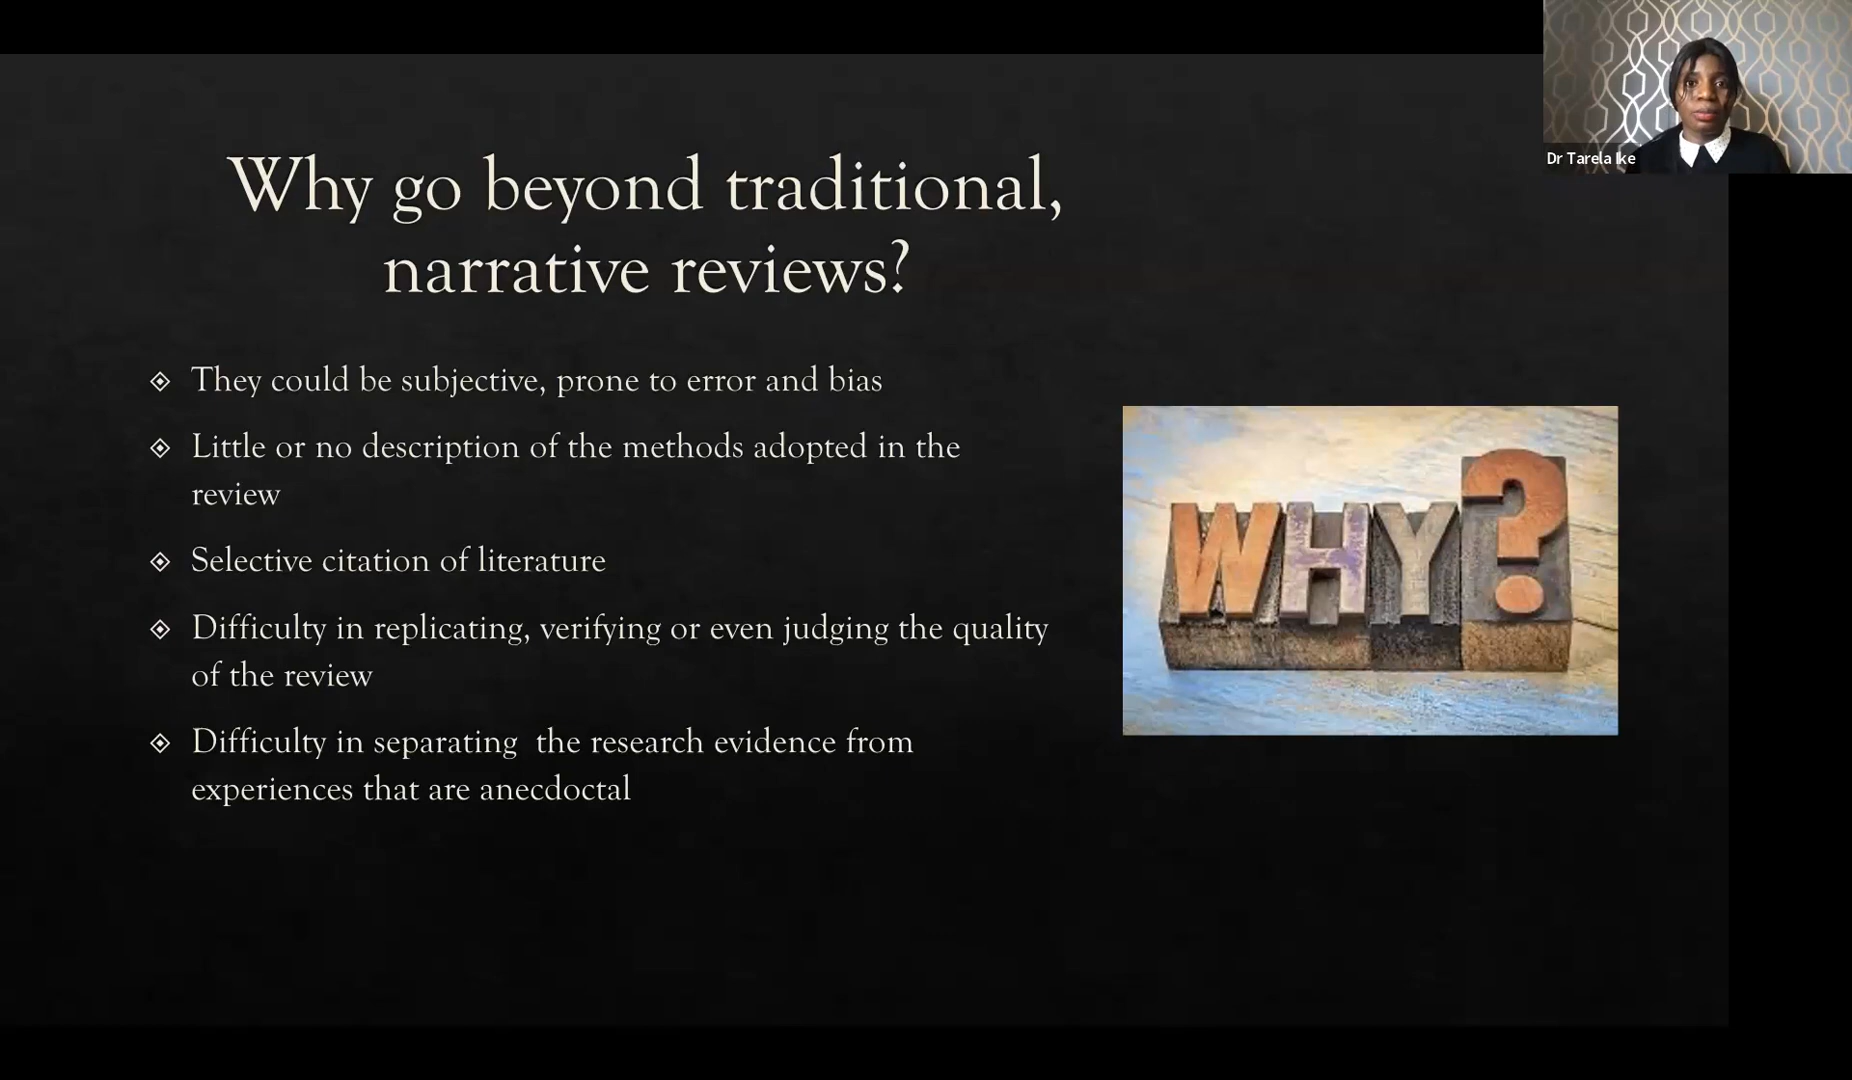 Dr Tarela Ike
Why go beyond traditional,
narrative reviews?
They could be subjective, prone to error and bias
Little or no description of the methods adopted in the
review
Selective citation of literature
Difficulty in replicating, verifying or even judging the quality
of the review
Difficulty in separating  the research evidence from
experiences that are anecdoctal
WHY?